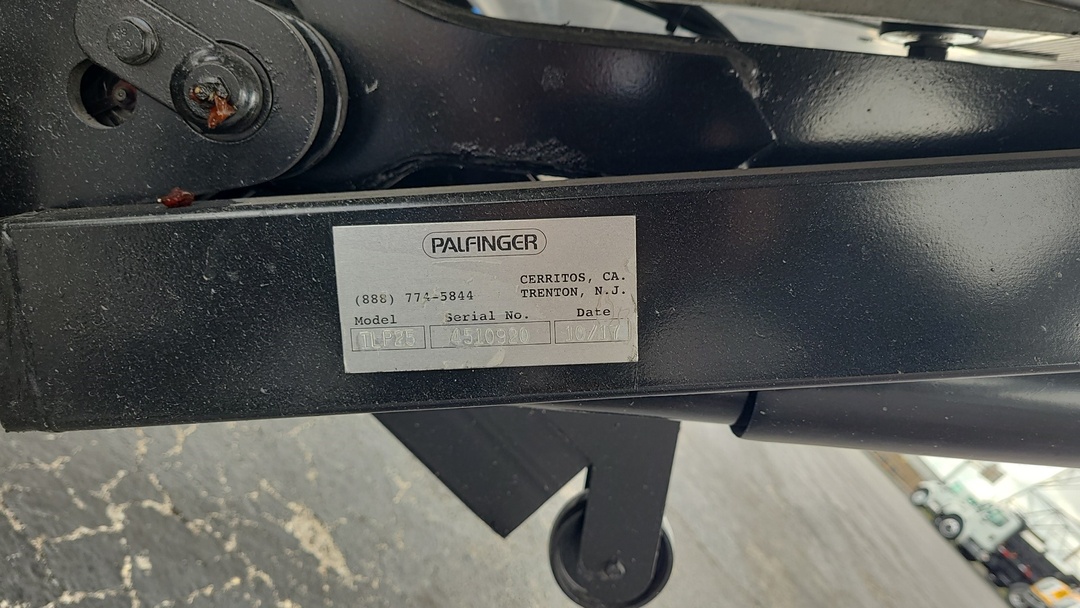 PALFINGER
CERRITOS, CA.
(888) 774-5844 TRENTON, N.J.
Model Serial No. Date